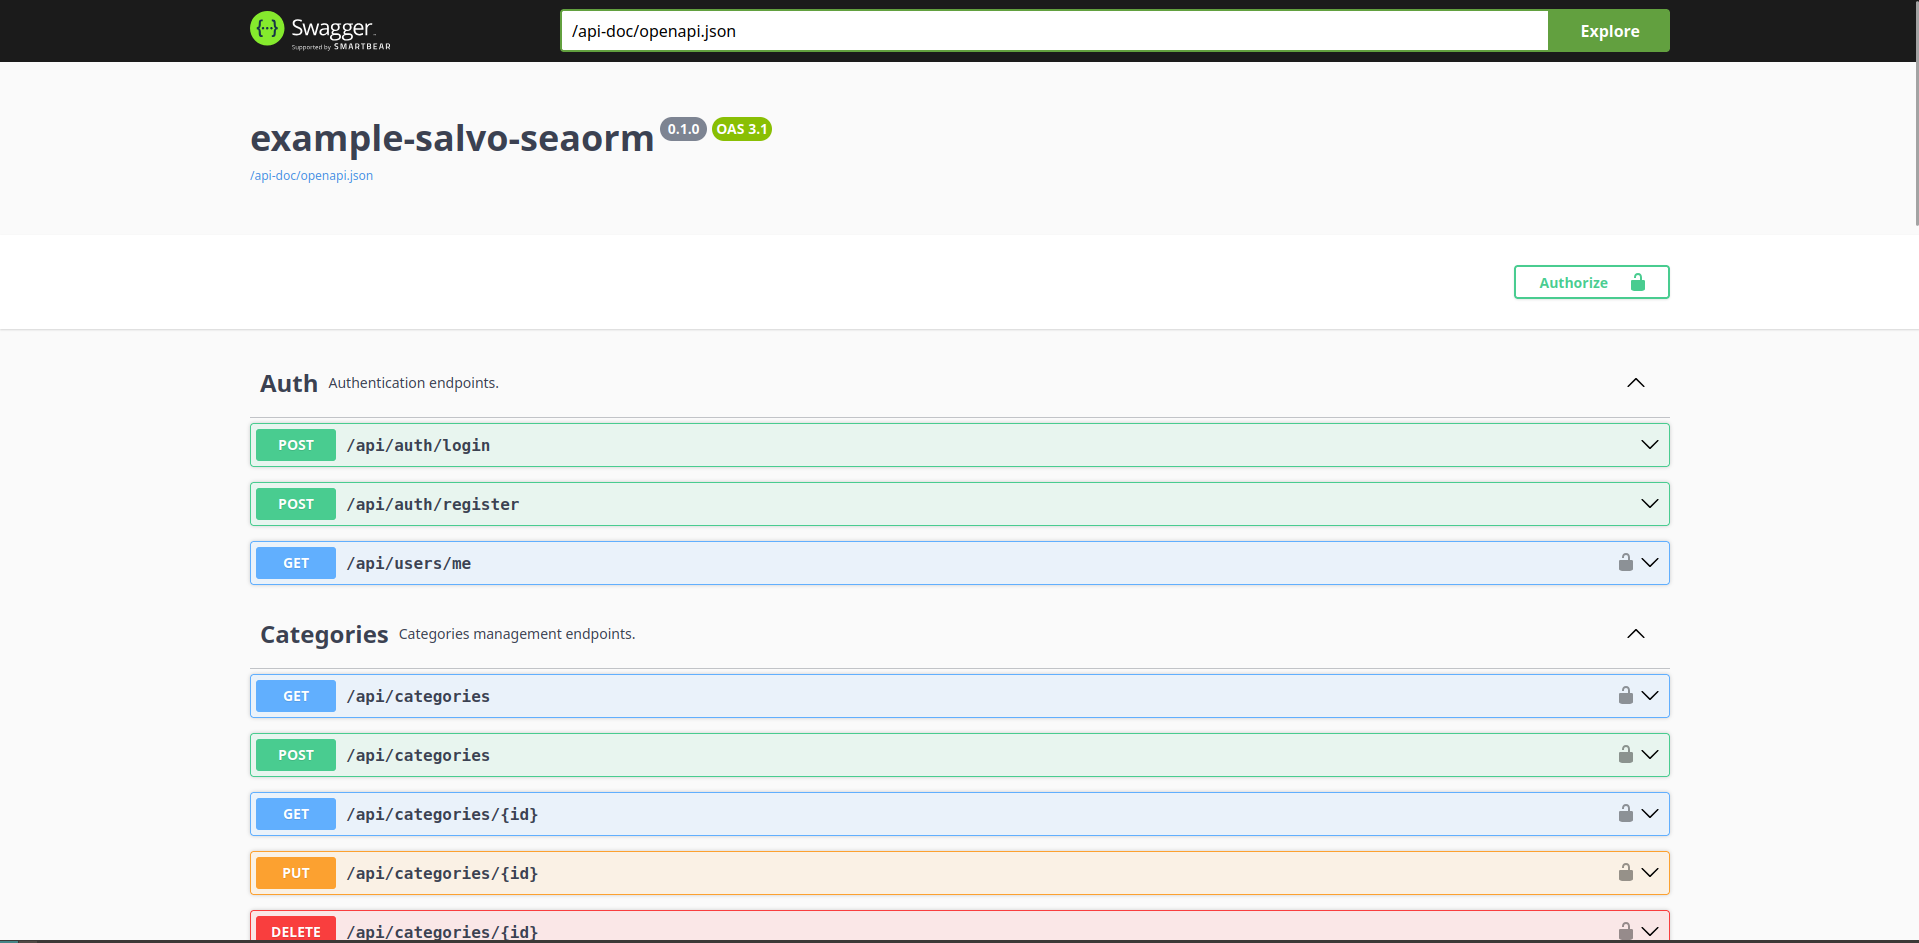 Swagger
Supported by SMARTBEAR
/api-doc/openapi.json
Explore
example-salvo-seaorm 0.1.0 OAS 3.1
/api-doc/openapi.json
Authorize
Auth Authentication endpoints.
POST /api/auth/login
POST /api/auth/register
GET /api/users/me
Categories Categories management endpoints.
GET /api/categories
POST /api/categories
GET /api/categories/{id}
PUT /api/categories/{id}
DELETE /api/categories/{id}